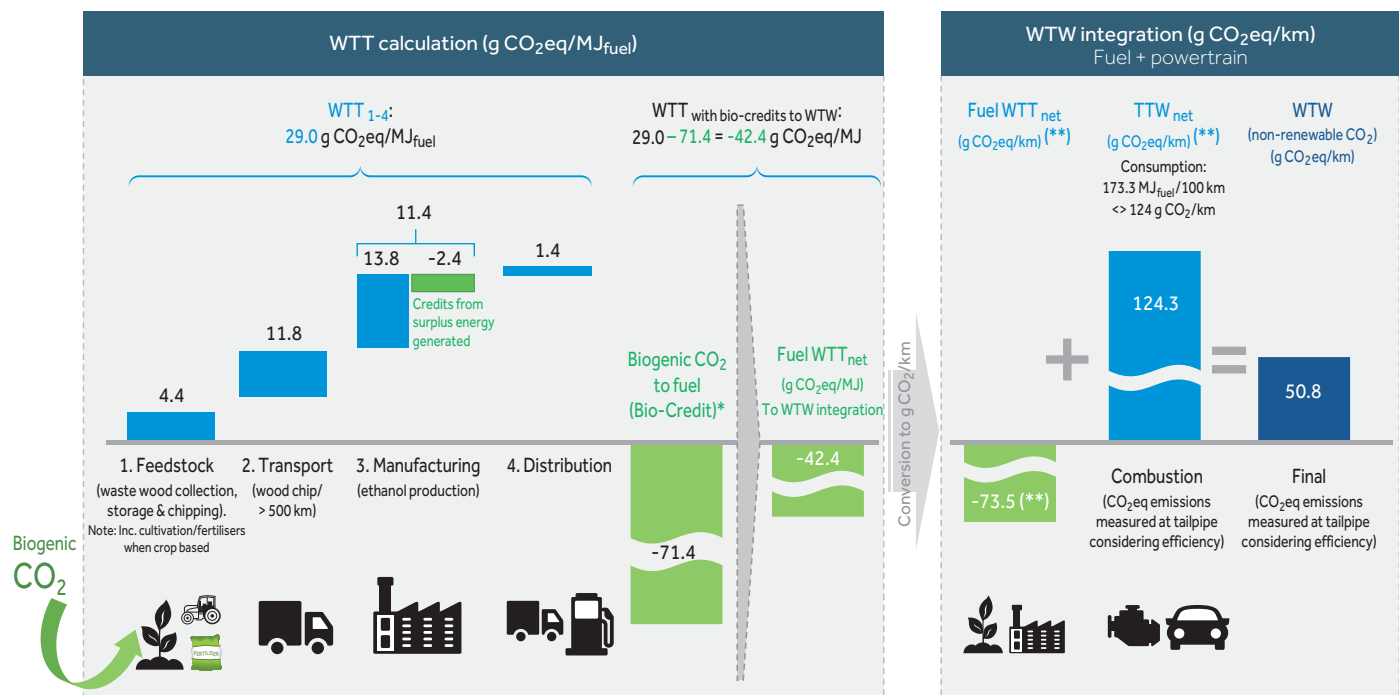 WTT calculation (g CO₂eq/MJfuel)
WTT 1-4:
29.0 g CO₂eq/MJfuel
WTT with bio-credits to WTW:
29.0 – 71.4 = -42.4 g CO₂eq/MJ
11.4
13.8
-2.4
1.4
Credits from
surplus energy
generated
11.8
4.4
Biogenic CO₂
to fuel
(Bio-Credit)*
Fuel WTTnet
(g CO₂eq/MJ)
To WTW integration
1. Feedstock
(waste wood collection,
storage & chipping).
Note: Inc. cultivation/fertilisers
when crop based
2. Transport
(wood chip/
> 500 km)
3. Manufacturing
(ethanol production)
4. Distribution
-71.4
-42.4
Biogenic
CO₂
FERTILISER
Conversion to g CO₂/km
WTW integration (g CO₂eq/km)
Fuel + powertrain
Fuel WTT net
(g CO₂eq/km) (**)
TTW net
(g CO₂eq/km) (**)
Consumption:
173.3 MJfuel/100 km
<> 124 g CO₂/km
WTW
(non-renewable CO₂)
(g CO₂eq/km)
+
124.3
=
50.8
-73.5 (**)
Combustion
(CO₂eq emissions
measured at tailpipe
considering efficiency)
Final
(CO₂eq emissions
measured at tailpipe
considering efficiency)